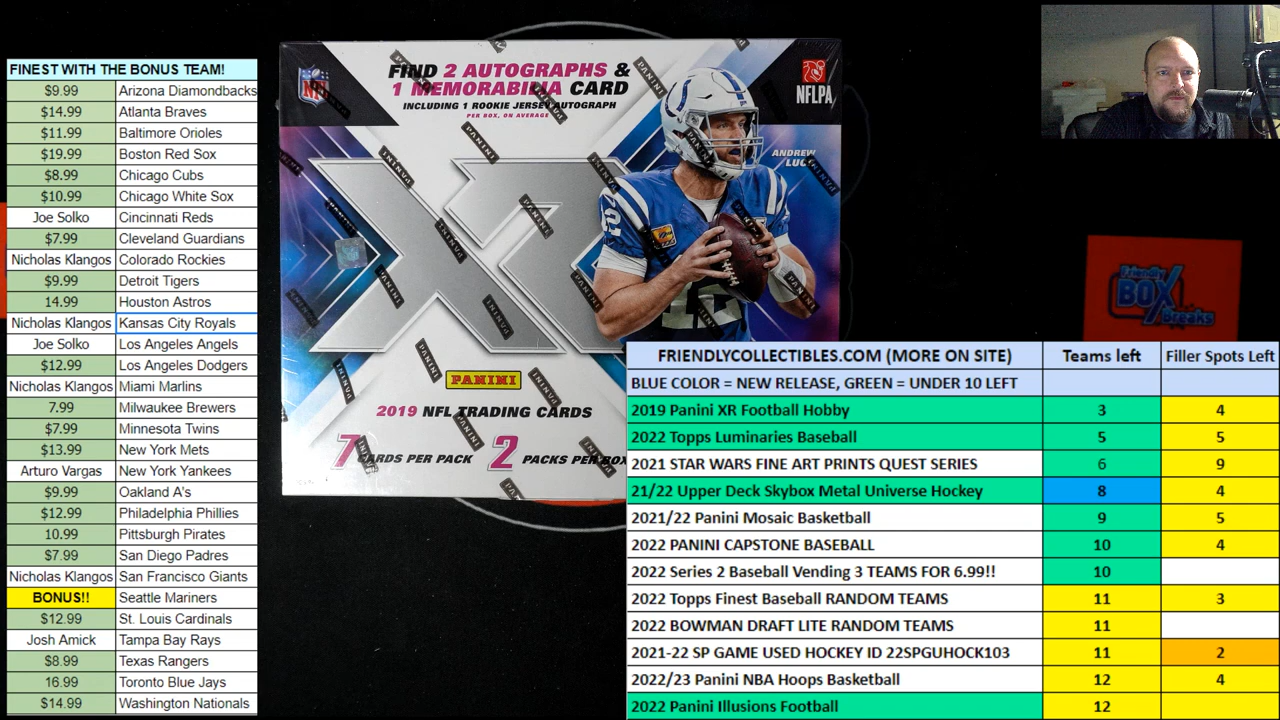 FINEST WITH THE BONUS TEAM!
$9.99 Arizona Diamondbacks
$14.99 Atlanta Braves
$11.99 Baltimore Orioles
$19.99 Boston Red Sox
$8.99 Chicago Cubs
$10.99 Chicago White Sox
Joe Solko Cincinnati Reds
$7.99 Cleveland Guardians
Nicholas Klangos Colorado Rockies
$9.99 Detroit Tigers
14.99 Houston Astros
Nicholas Klangos Kansas City Royals
Joe Solko Los Angeles Angels
$12.99 Los Angeles Dodgers
Nicholas Klangos Miami Marlins
7.99 Milwaukee Brewers
$7.99 Minnesota Twins
$13.99 New York Mets
Arturo Vargas New York Yankees
$9.99 Oakland A's
$12.99 Philadelphia Phillies
10.99 Pittsburgh Pirates
$7.99 San Diego Padres
Nicholas Klangos San Francisco Giants
BONUS!! Seattle Mariners
$12.99 St. Louis Cardinals
Josh Amick Tampa Bay Rays
$8.99 Texas Rangers
16.99 Toronto Blue Jays
$14.99 Washington Nationals
NFL
FIND 2 AUTOGRAPHS &
1 MEMORABILIA CARD
INCLUDING 1 ROOKIE JERSEY AUTOGRAPH
PER BOX, ON AVERAGE
NFLPA
ANDREW
LUCK
XR
PANINI
2019 NFL TRADING CARDS
7 CARDS PER PACK 2 PACKS PER BOX
Friendly
BOX
Breaks
FRIENDLYCOLLECTIBLES.COM (MORE ON SITE) Teams left Filler Spots Left
BLUE COLOR = NEW RELEASE, GREEN = UNDER 10 LEFT
2019 Panini XR Football Hobby 3 4
2022 Topps Luminaries Baseball 5 5
2021 STAR WARS FINE ART PRINTS QUEST SERIES 6 9
21/22 Upper Deck Skybox Metal Universe Hockey 8 4
2021/22 Panini Mosaic Basketball 9 5
2022 PANINI CAPSTONE BASEBALL 10 4
2022 Series 2 Baseball Vending 3 TEAMS FOR 6.99!! 10
2022 Topps Finest Baseball RANDOM TEAMS 11 3
2022 BOWMAN DRAFT LITE RANDOM TEAMS 11
2021-22 SP GAME USED HOCKEY ID 22SPGUHOCK103 11 2
2022/23 Panini NBA Hoops Basketball 12 4
2022 Panini Illusions Football 12